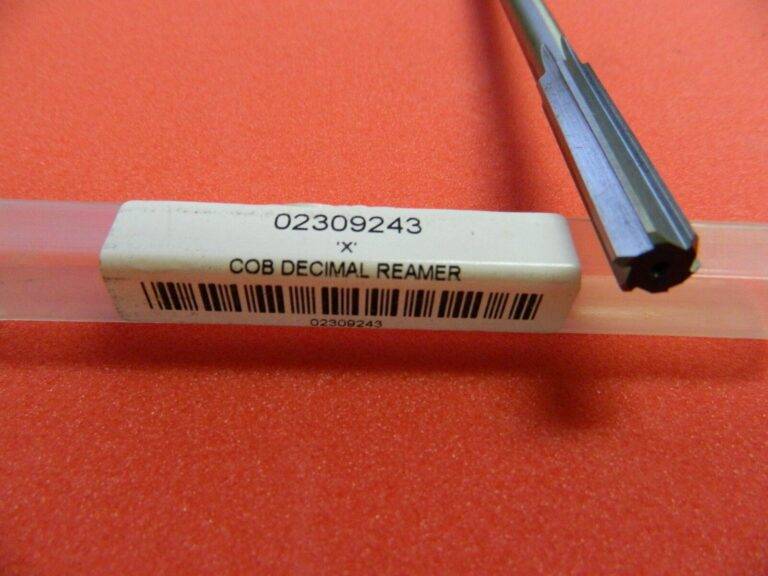 02309243
'X'
COB DECIMAL REAMER
02309243